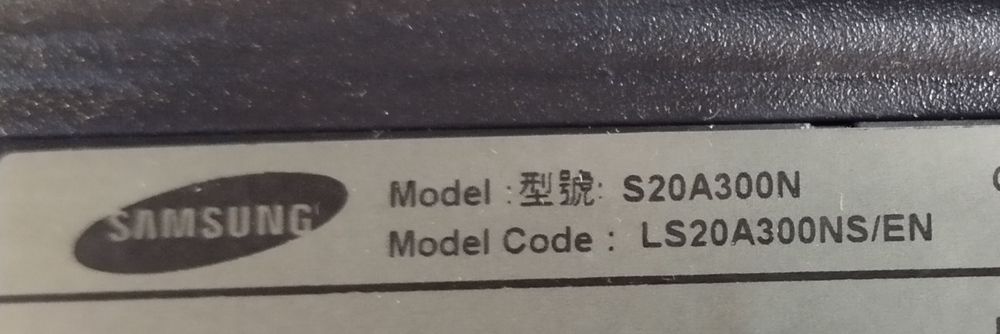 SAMSUNG
Model :型號: S20A300N
Model Code : LS20A300NS/EN